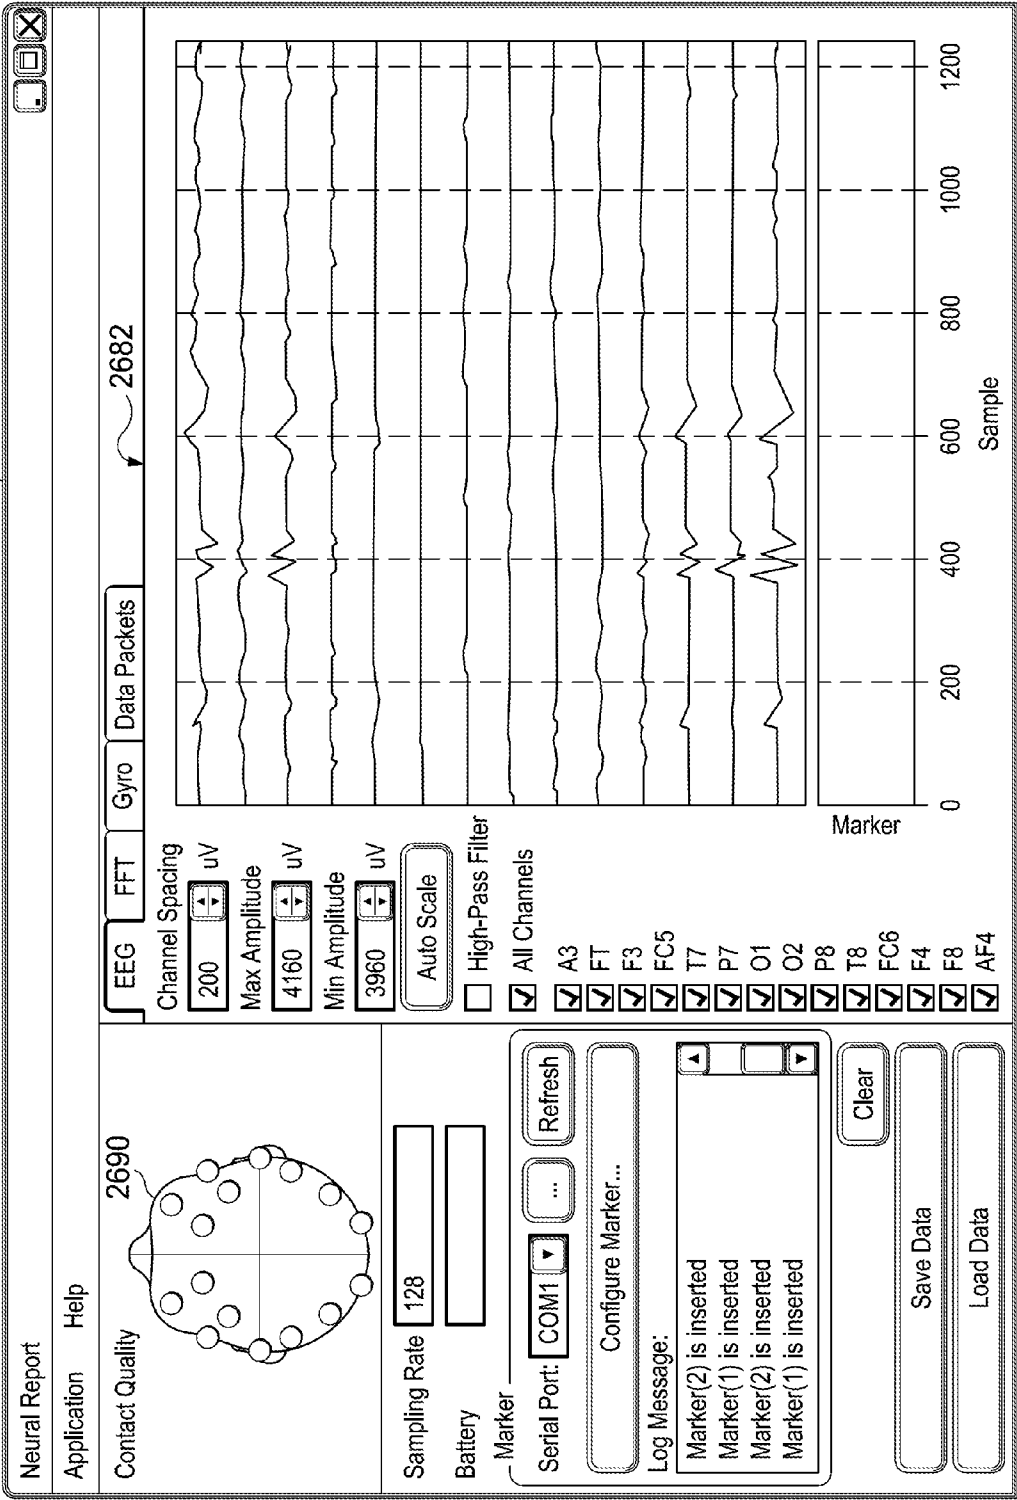 Neural Report
Application Help
Contact Quality
2690
Sampling Rate 128
Battery
Marker
Serial Port: COM1 ... Refresh
Configure Marker...
Log Message:
Marker(2) is inserted
Marker(1) is inserted
Marker(2) is inserted
Marker(1) is inserted
Clear
Save Data
Load Data
EEG FFT Gyro Data Packets
2682
Channel Spacing
200 uV
Max Amplitude
4160 uV
Min Amplitude
3960 uV
Auto Scale
High-Pass Filter
All Channels
A3
FT
F3
FC5
T7
P7
O1
O2
P8
T8
FC6
F4
F8
AF4
Marker
0 200 400 600 800 1000 1200
Sample